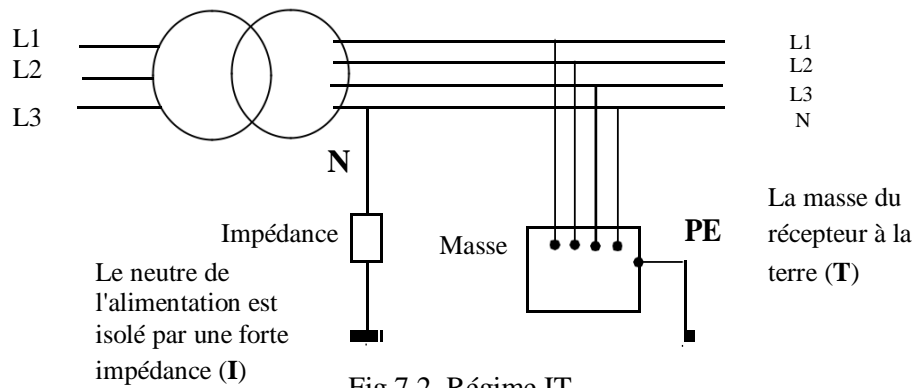 L1
L2
L3
L1
L2
L3
N
N
Impédance
Masse
PE
La masse du
récepteur à la
terre (T)
Le neutre de
l'alimentation est
isolé par une forte
impédance (I)
Fig 7.2 Régime IT